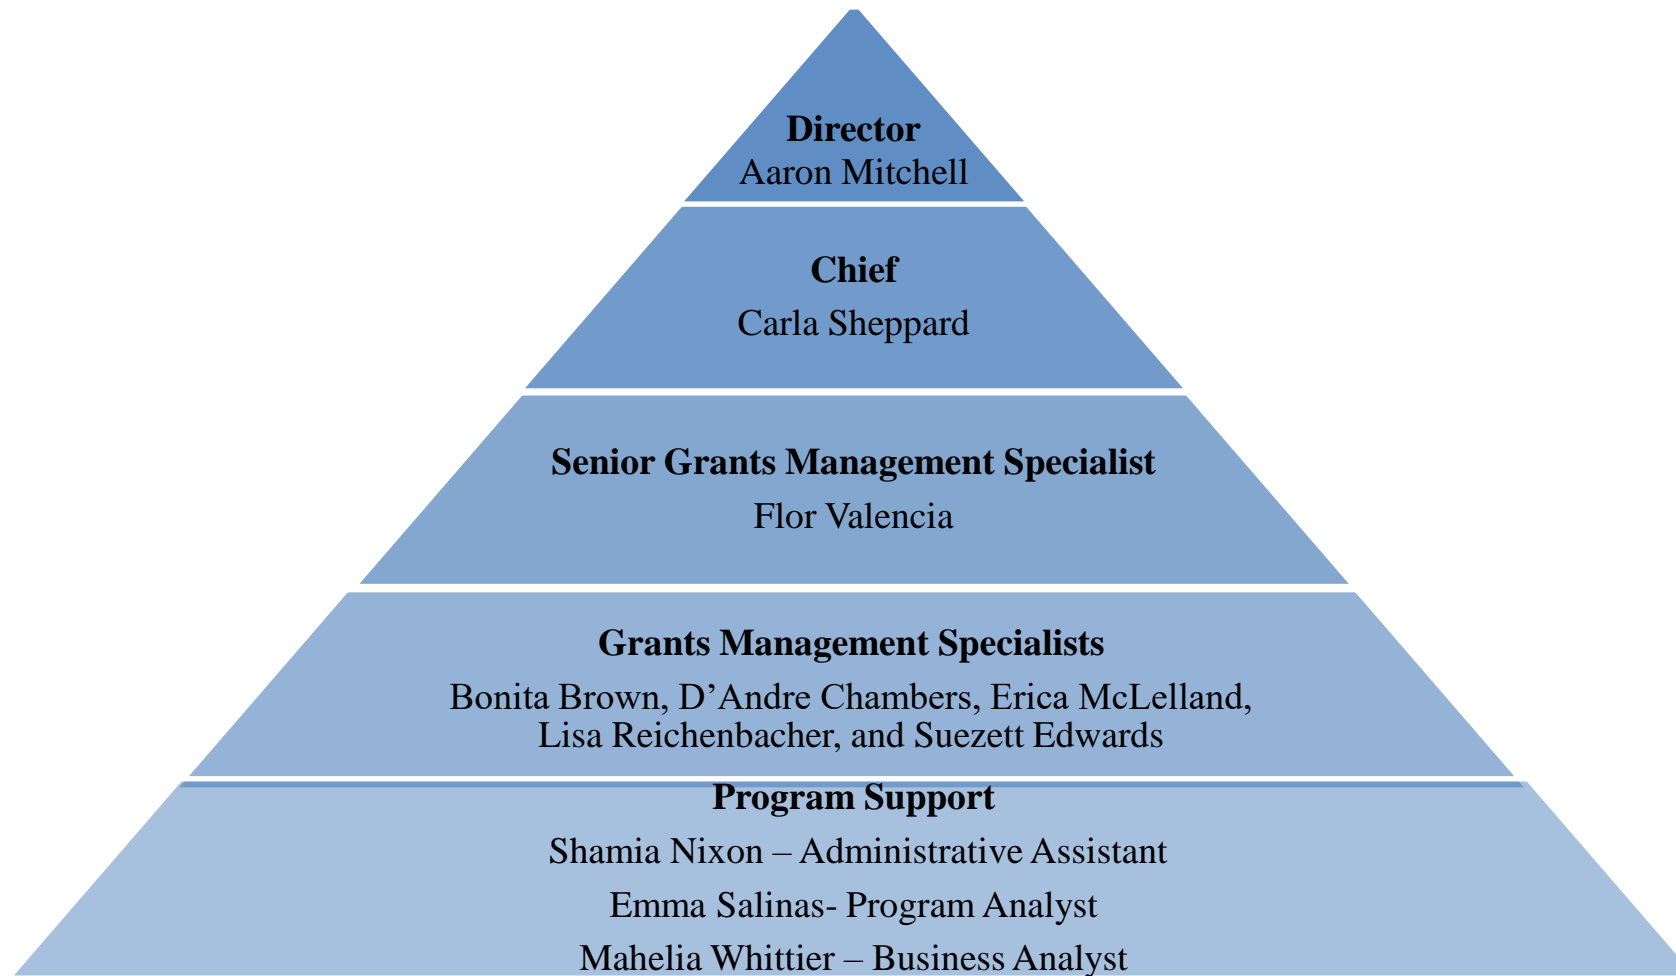 Director
Aaron Mitchell
Chief
Carla Sheppard
Senior Grants Management Specialist
Flor Valencia
Grants Management Specialists
Bonita Brown, D’Andre Chambers, Erica McLelland,
Lisa Reichenbacher, and Suezett Edwards
Program Support
Shamia Nixon – Administrative Assistant
Emma Salinas- Program Analyst
Mahelia Whittier – Business Analyst